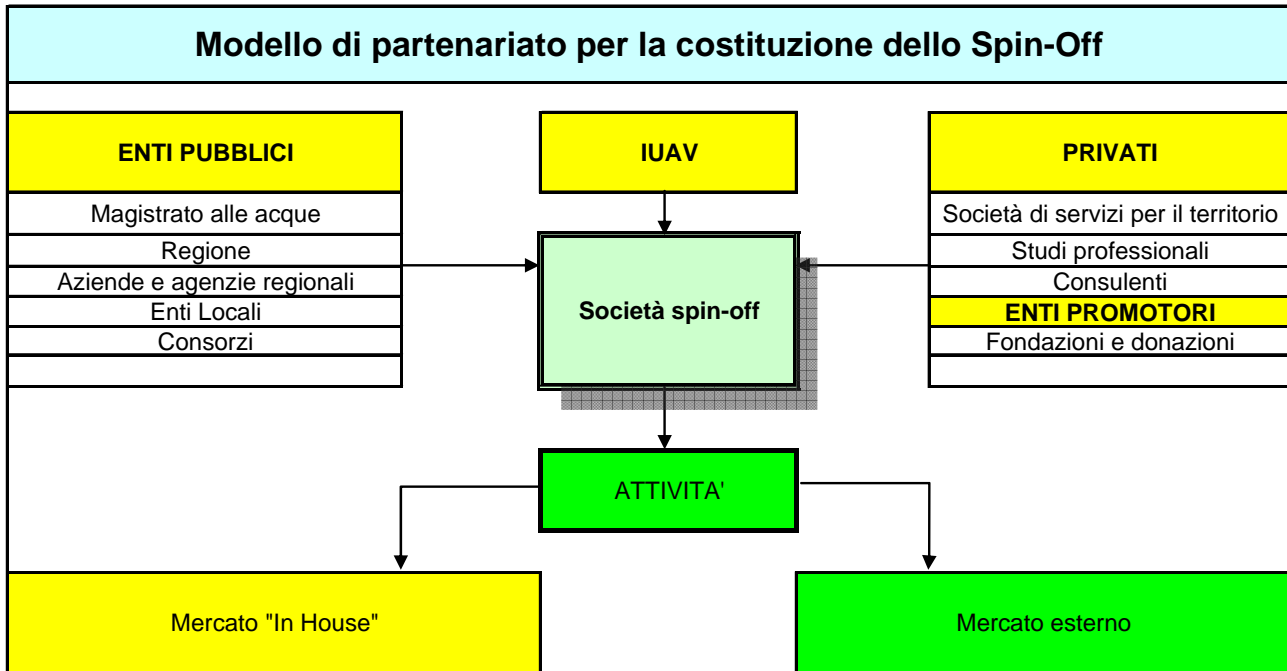 Modello di partenariato per la costituzione dello Spin-Off
ENTI PUBBLICI
Magistrato alle acque
Regione
Aziende e agenzie regionali
Enti Locali
Consorzi
IUAV
Società spin-off
PRIVATI
Società di servizi per il territorio
Studi professionali
Consulenti
ENTI PROMOTORI
Fondazioni e donazioni
ATTIVITA'
Mercato "In House"
Mercato esterno